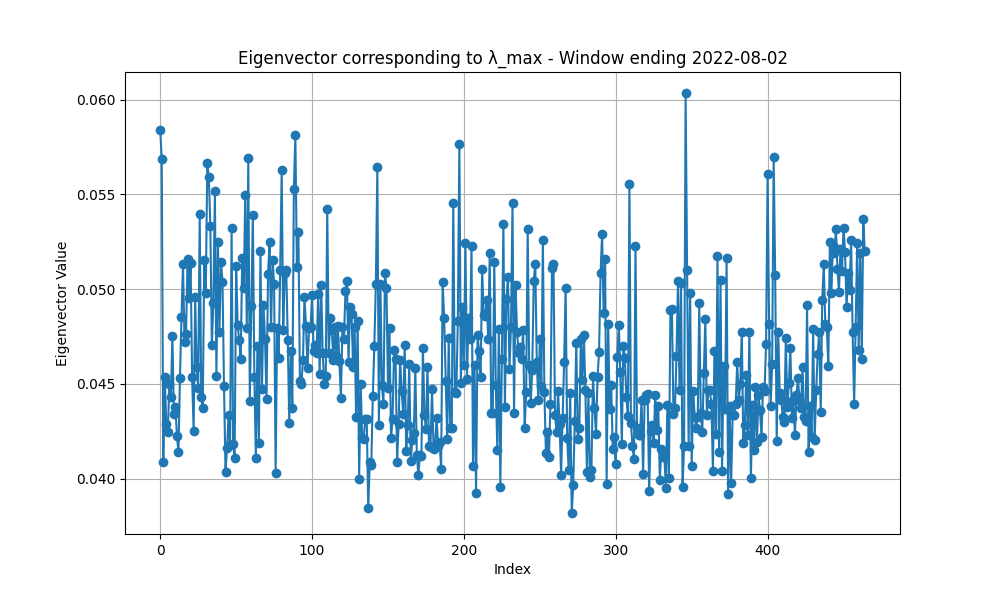 Eigenvector corresponding to λ_max - Window ending 2022-08-02
Eigenvector Value
0.060
0.055
0.050
0.045
0.040
0 100 200 300 400
Index